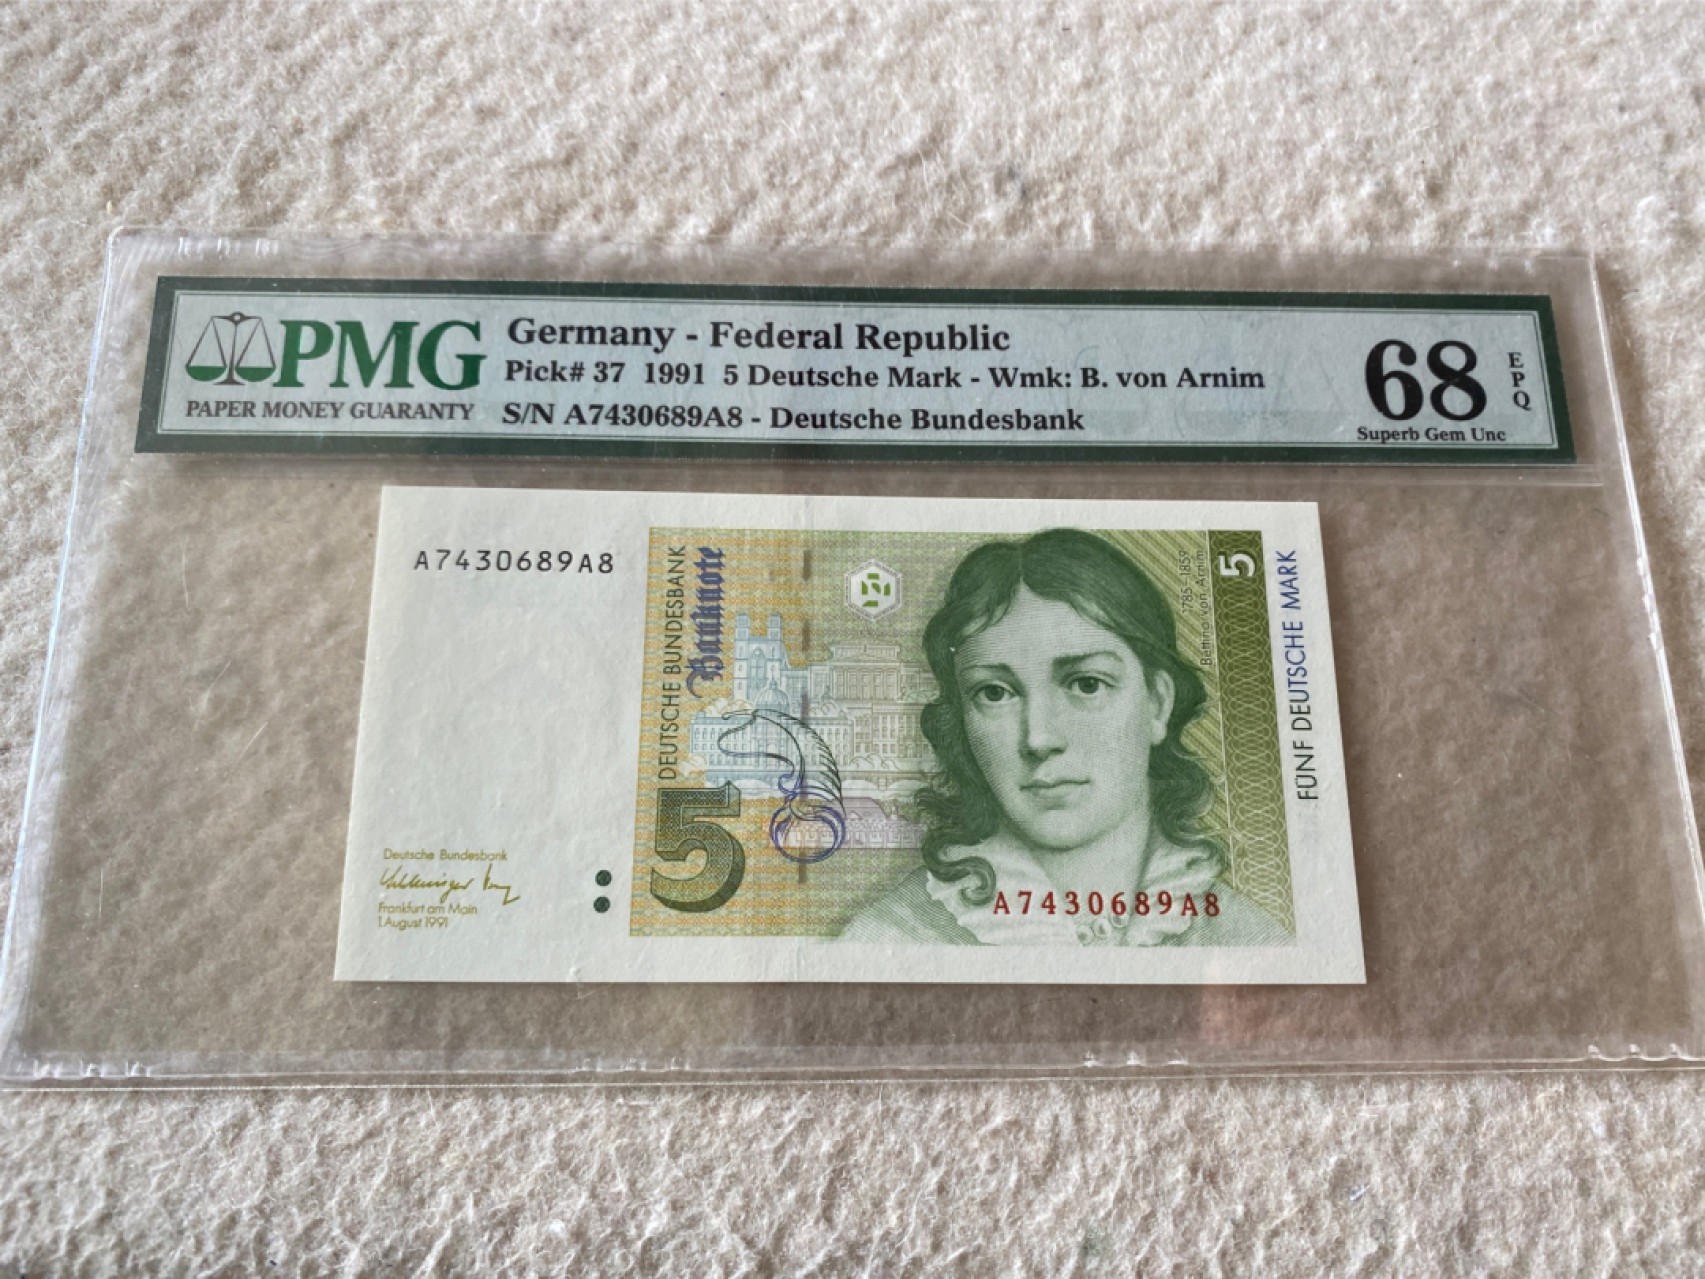 PMG
PAPER MONEY GUARANTY
Germany - Federal Republic
Pick# 37 1991 5 Deutsche Mark - Wmk: B. von Arnim
S/N A7430689A8 - Deutsche Bundesbank
68
EPQ
Superb Gem Unc
A7430689A8
DEUTSCHE BUNDESBANK
Banknote
5
Bettina von Arnim
1785-1859
5
FÜNF DEUTSCHE MARK
Deutsche Bundesbank
Frankfurt am Main
1.August 1991
A7430689A8